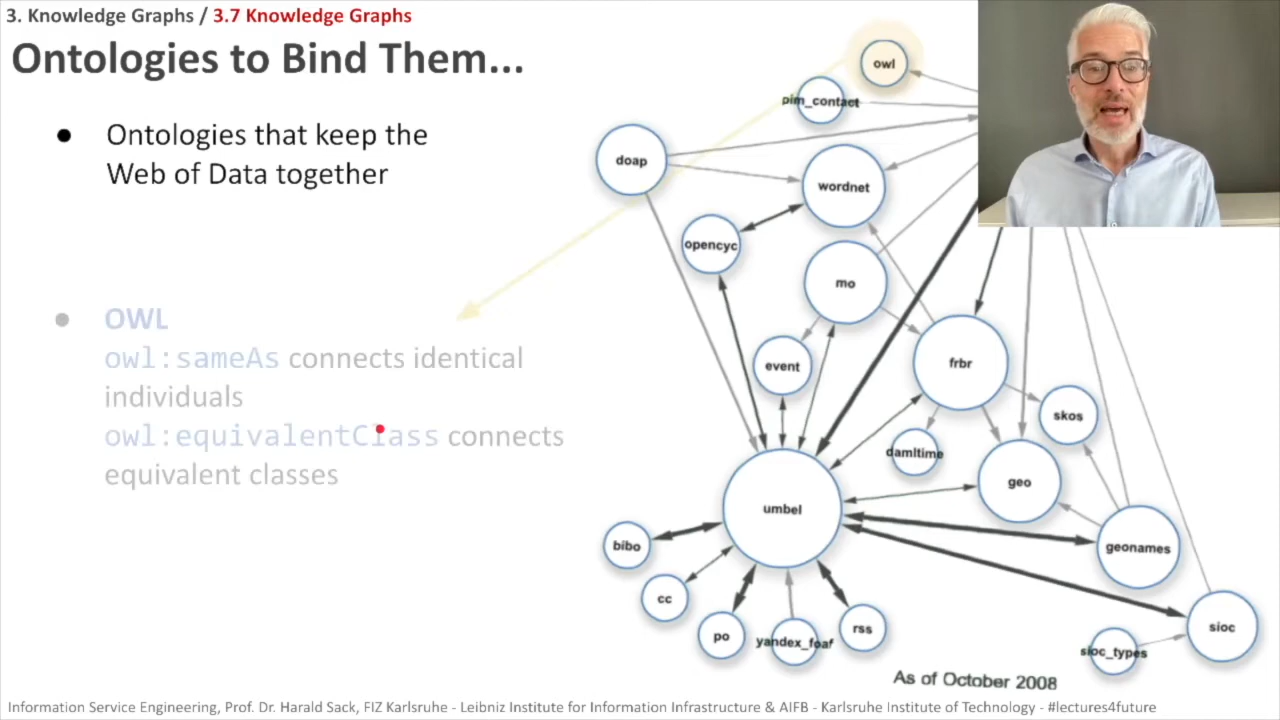 3. Knowledge Graphs / 3.7 Knowledge Graphs
Ontologies to Bind Them...
● Ontologies that keep the
Web of Data together
● OWL
owl:sameAs connects identical
individuals
owl:equivalentClass connects
equivalent classes
owl
pim_contact
doap
wordnet
opencyc
mo
event
frbr
skos
damltime
geo
umbel
bibo
geonames
cc
po
yandex_foaf
rss
sioc
sioc_types
As of October 2008
Information Service Engineering, Prof. Dr. Harald Sack, FIZ Karlsruhe - Leibniz Institute for Information Infrastructure & AIFB - Karlsruhe Institute of Technology - #lectures4future